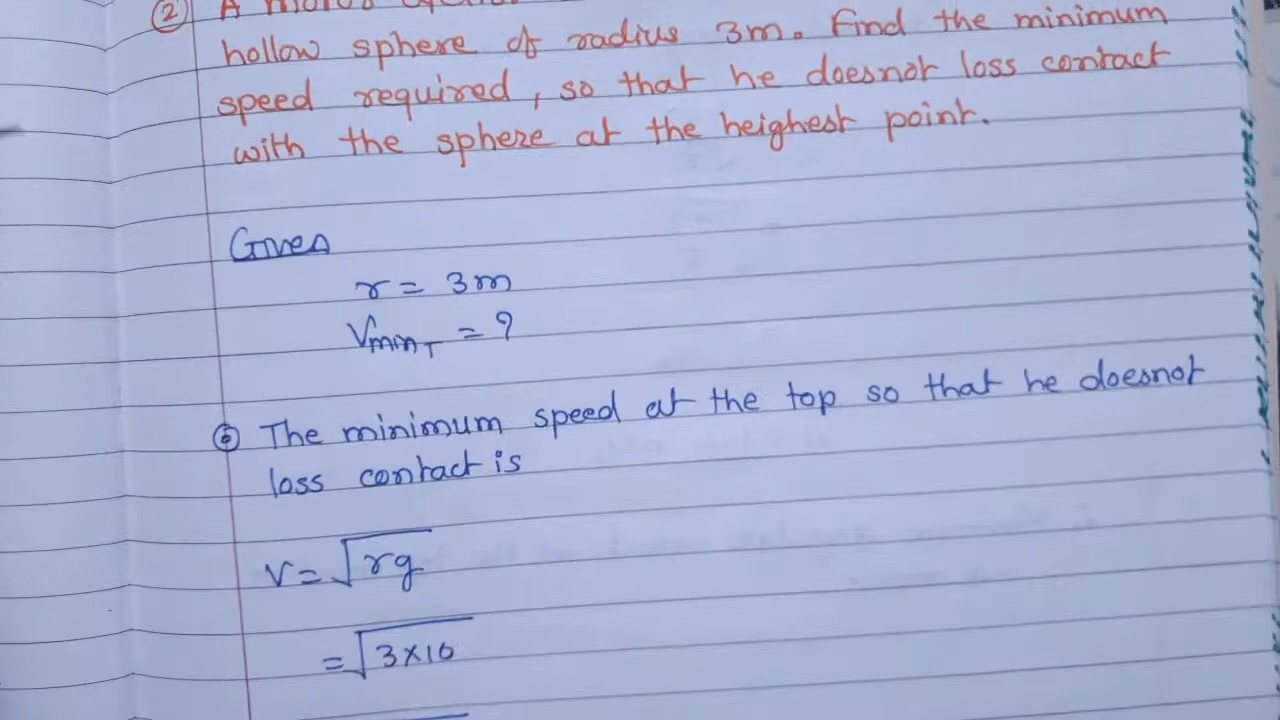 ② A
hollow sphere of radius 3m. Find the minimum
speed required, so that he doesnot loss contact
with the sphere at the heighest point.
Given
r = 3m
Vmin_T = ?
The minimum speed at the top so that he doesnot
loss contact is
V = √rg
= √3×10